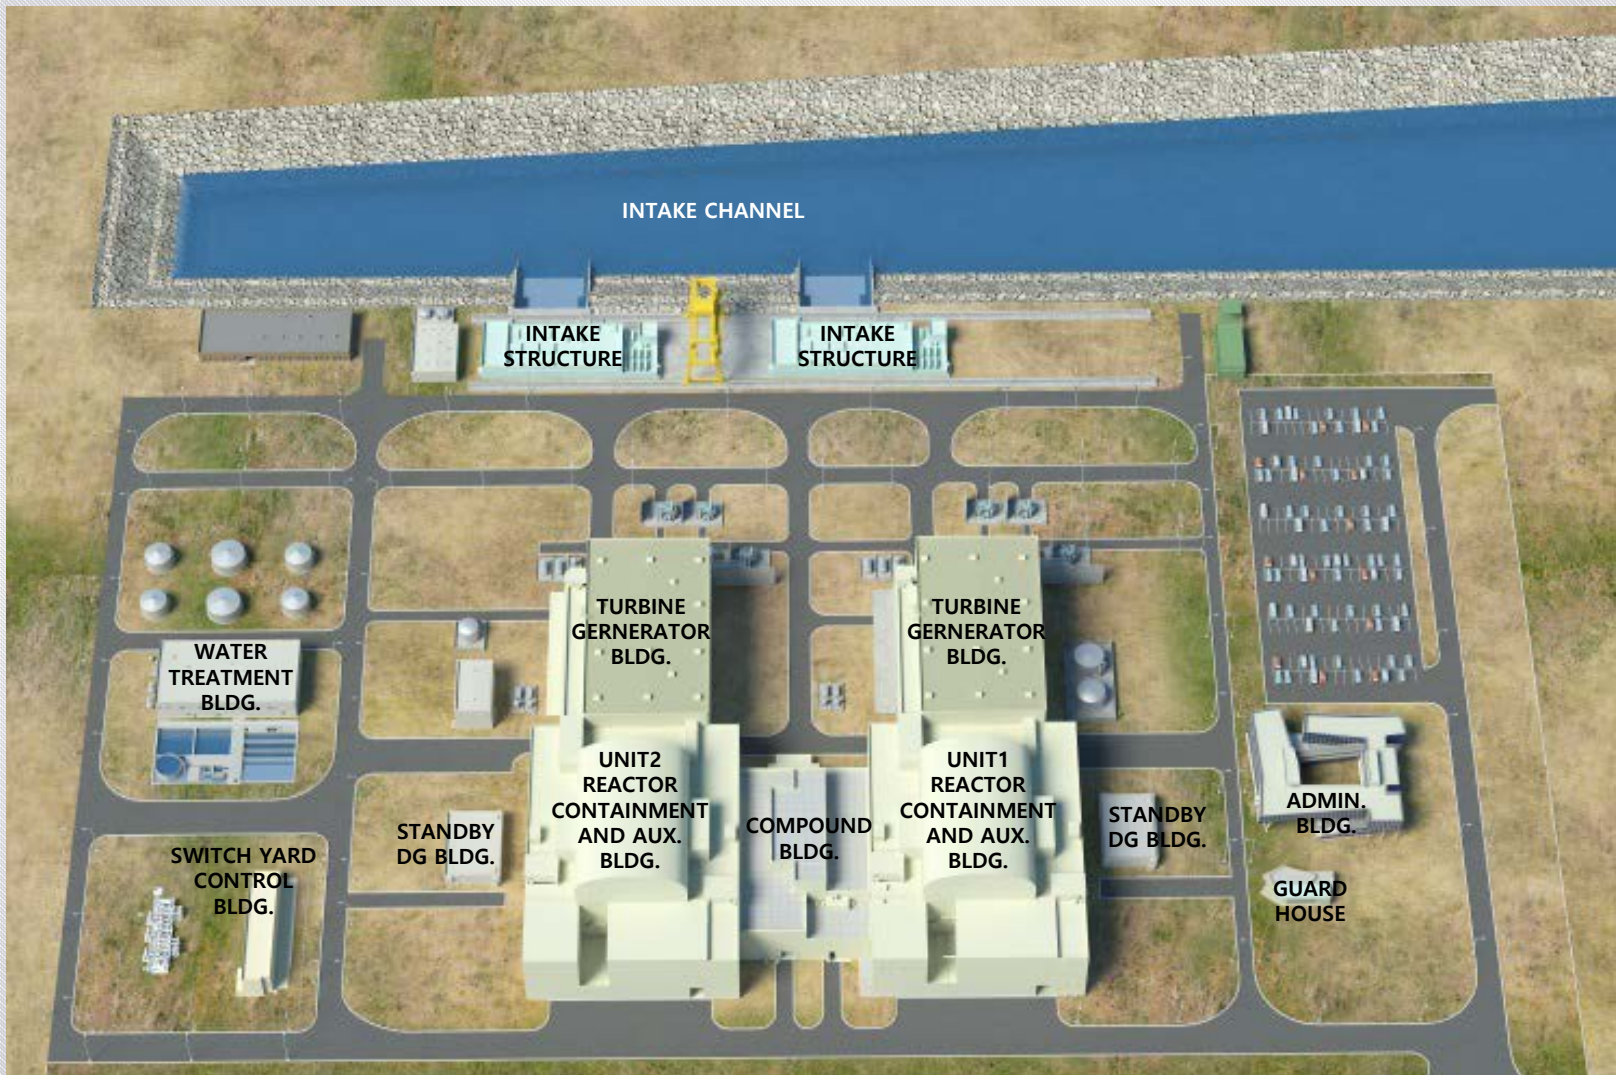 INTAKE CHANNEL
INTAKE
STRUCTURE
INTAKE
STRUCTURE
TURBINE
GERNERATOR
BLDG.
TURBINE
GERNERATOR
BLDG.
WATER
TREATMENT
BLDG.
UNIT2
REACTOR
CONTAINMENT
AND AUX.
BLDG.
UNIT1
REACTOR
CONTAINMENT
AND AUX.
BLDG.
STANDBY
DG BLDG.
COMPOUND
BLDG.
STANDBY
DG BLDG.
ADMIN.
BLDG.
SWITCH YARD
CONTROL
BLDG.
GUARD
HOUSE